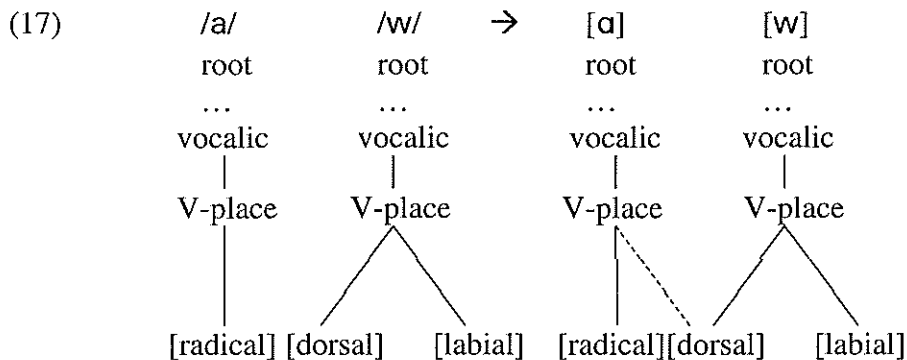 (17) /a/ /w/ → [ɑ] [w]
root root root root
... ... ... ...
vocalic vocalic vocalic vocalic
V-place V-place V-place V-place
[radical] [dorsal] [labial] [radical][dorsal] [labial]